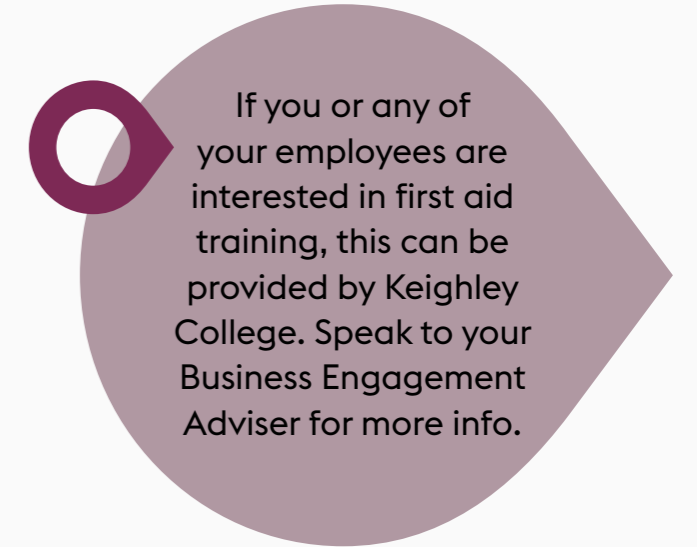 If you or any of
your employees are
interested in first aid
training, this can be
provided by Keighley
College. Speak to your
Business Engagement
Adviser for more info.